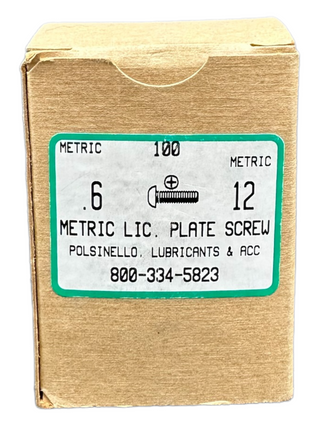 METRIC 100 METRIC
.6 12
METRIC LIC. PLATE SCREW
POLSINELLO, LUBRICANTS & ACC
800-334-5823